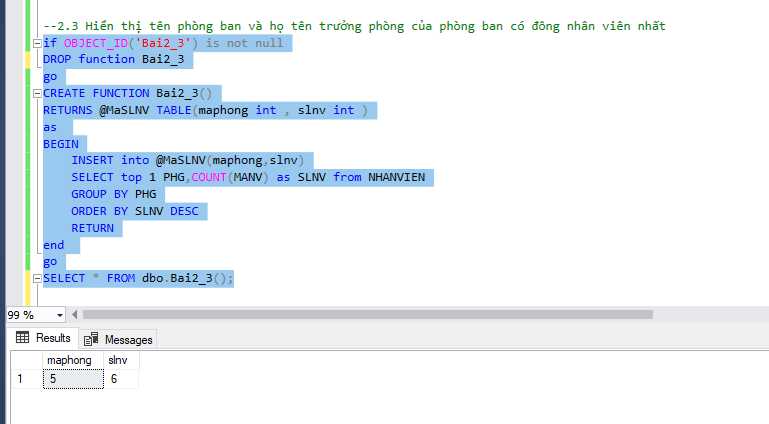 --2.3 Hiển thị tên phòng ban và họ tên trưởng phòng của phòng ban có đông nhân viên nhất
if OBJECT_ID('Bai2_3') is not null
DROP function Bai2_3
go
CREATE FUNCTION Bai2_3()
RETURNS @MaSLNV TABLE(maphong int , slnv int )
as
BEGIN
INSERT into @MaSLNV(maphong,slnv)
SELECT top 1 PHG,COUNT(MANV) as SLNV from NHANVIEN
GROUP BY PHG
ORDER BY SLNV DESC
RETURN
end
go
SELECT * FROM dbo.Bai2_3();
99 %
Results Messages
maphong slnv
1 5 6